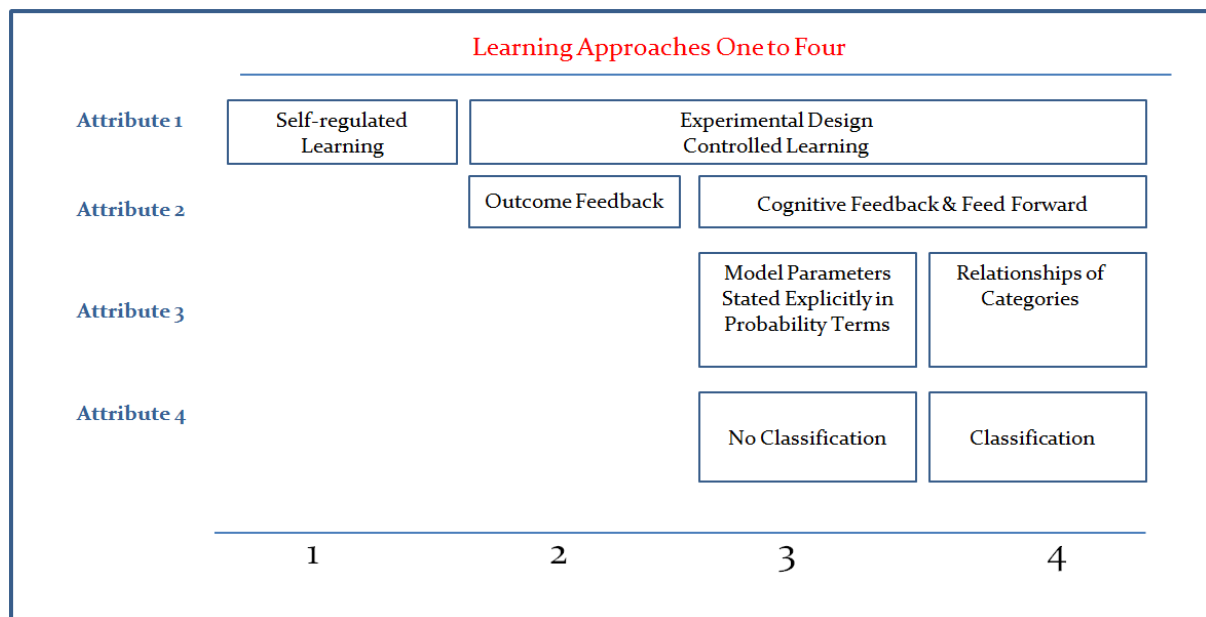 Learning Approaches One to Four
Attribute 1
Self-regulated
Learning
Experimental Design
Controlled Learning
Attribute 2
Outcome Feedback
Cognitive Feedback & Feed Forward
Attribute 3
Model Parameters
Stated Explicitly in
Probability Terms
Relationships of
Categories
Attribute 4
No Classification
Classification
1
2
3
4